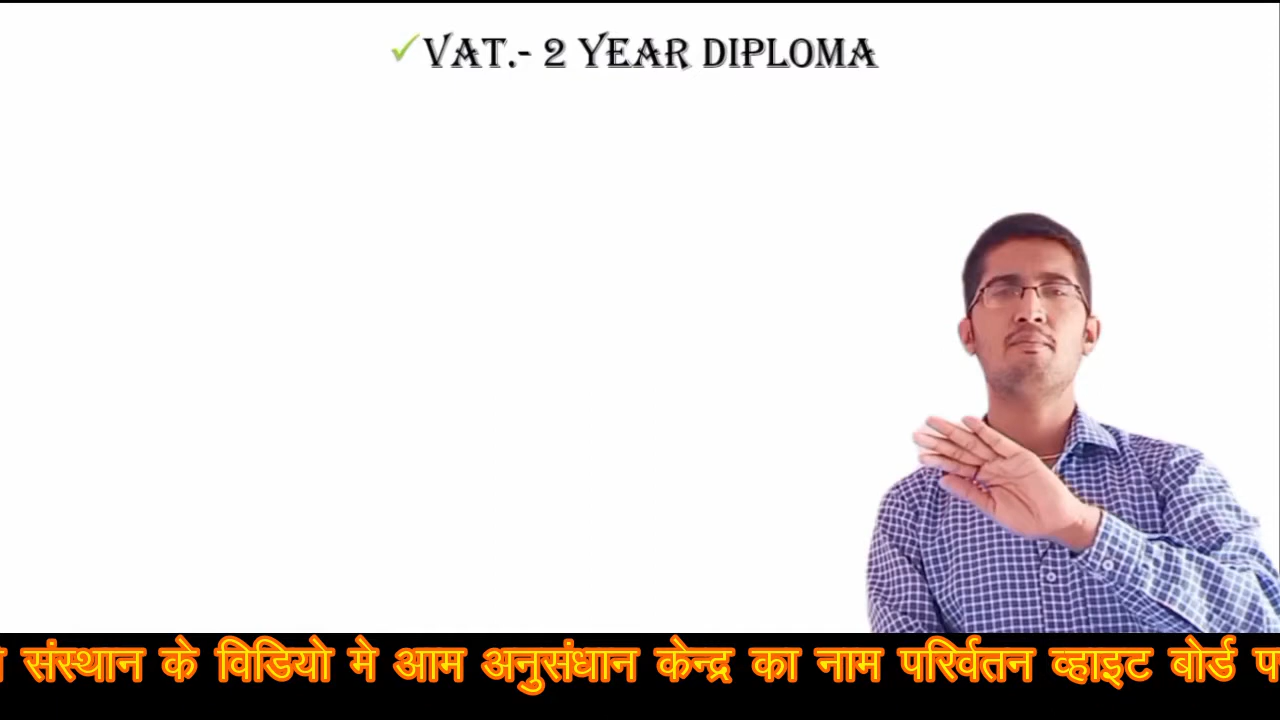 ✓VAT.- 2 YEAR DIPLOMA
संस्थान के विडियो मे आम अनुसंधान केन्द्र का नाम परिर्वतन व्हाइट बोर्ड